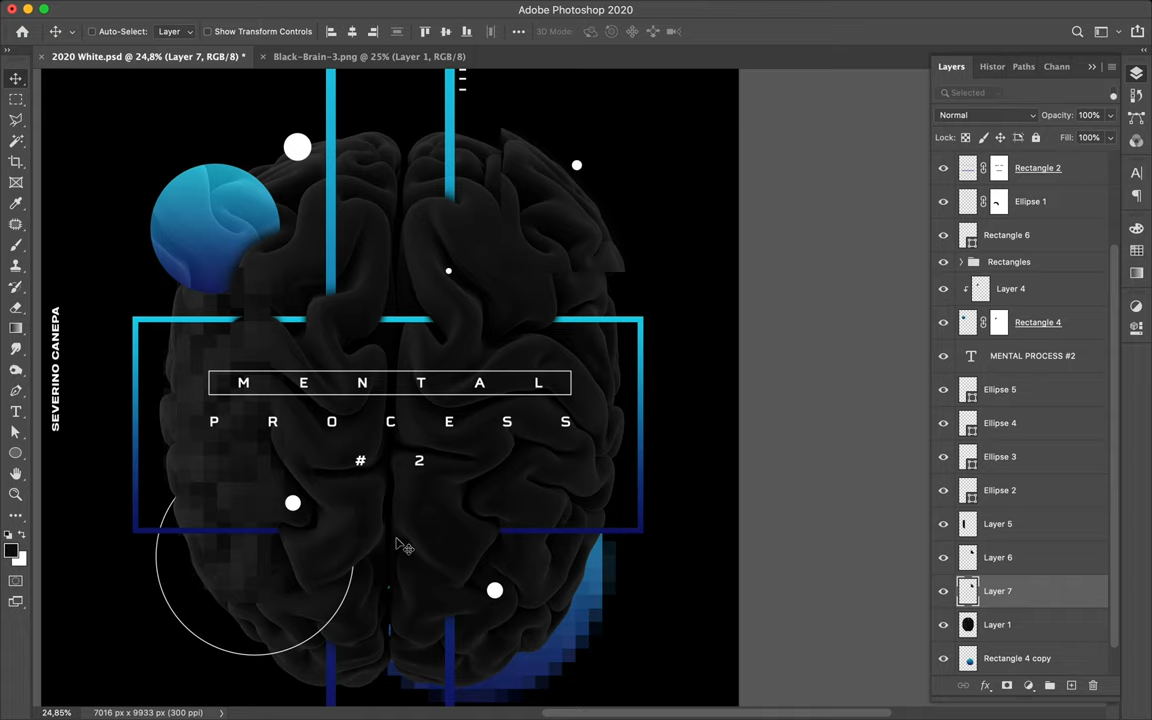 Adobe Photoshop 2020
Auto-Select:
Layer
Show Transform Controls
3D Mode:
2020 White.psd @ 24,8% (Layer 7, RGB/8) *
Black-Brain-3.png @ 25% (Layer 1, RGB/8)
SEVERINO CANEPA
M E N T A L
P R O C E S S
# 2
Layers
Histor
Paths
Chann
Selected
Normal
Opacity: 100%
Lock:
Fill: 100%
Rectangle 2
Ellipse 1
Rectangle 6
Rectangles
Layer 4
Rectangle 4
T MENTAL PROCESS #2
Ellipse 5
Ellipse 4
Ellipse 3
Ellipse 2
Layer 5
Layer 6
Layer 7
Layer 1
Rectangle 4 copy
fx
24,85%
7016 px x 9933 px (300 ppi)